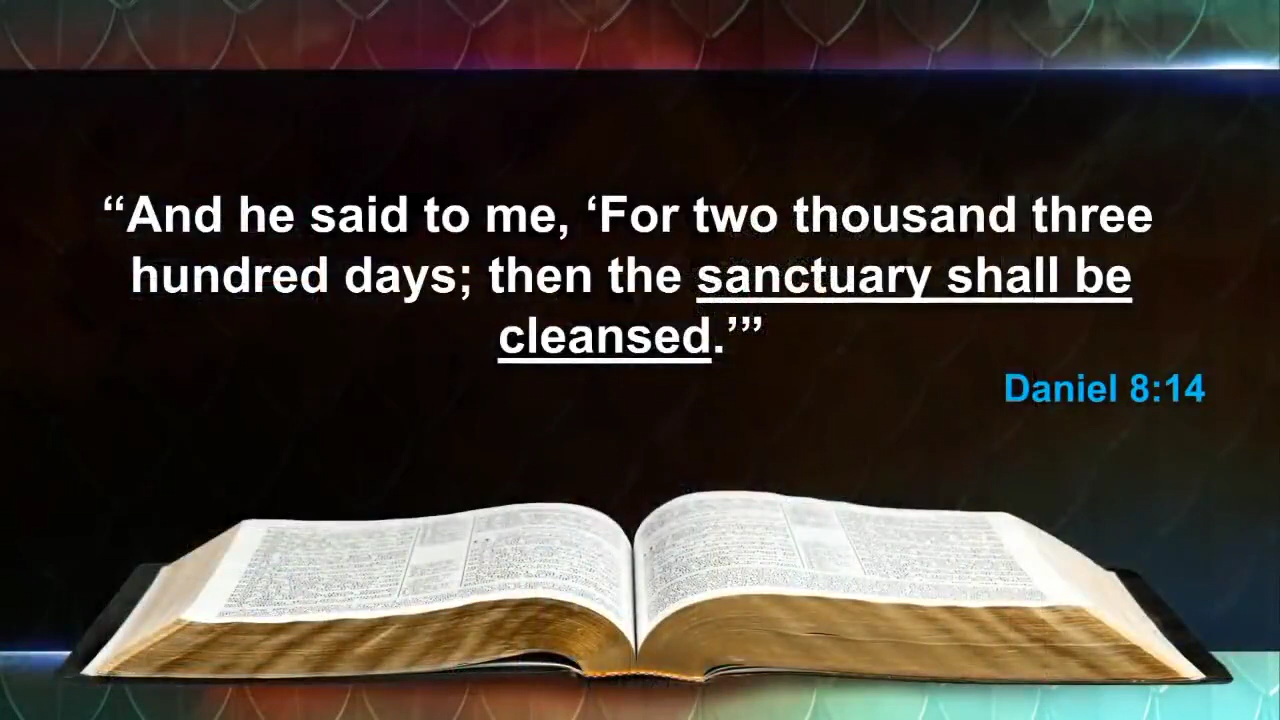 “And he said to me, ‘For two thousand three
hundred days; then the sanctuary shall be
cleansed.’”
Daniel 8:14